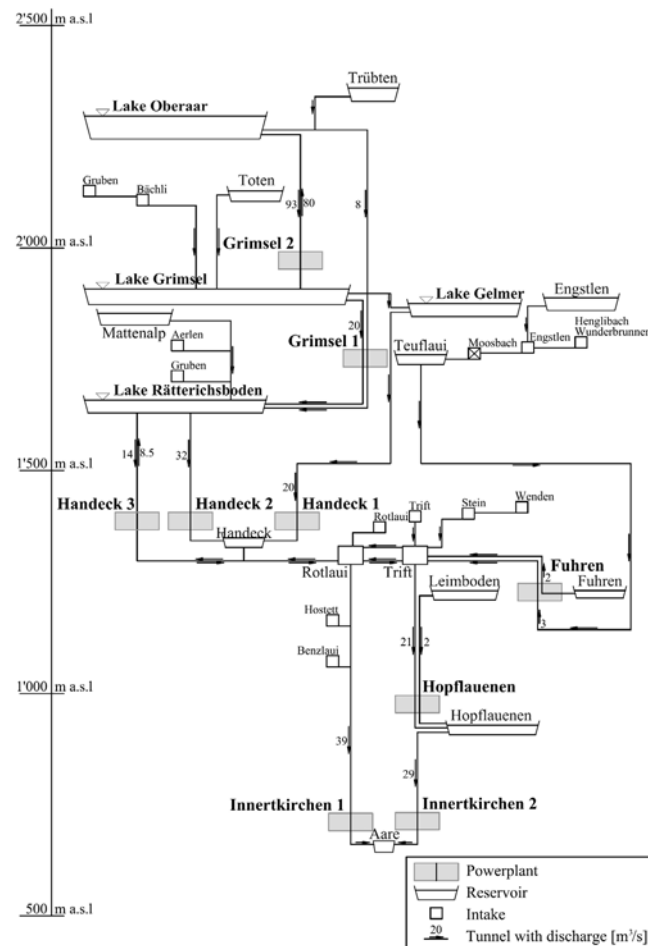 2'500 m a.s.l
Trübten
Lake Oberaar
Gruben
Bächli
Toten
93
80
8
Grimsel 2
2'000 m a.s.l
Lake Grimsel
Lake Gelmer
Engstlen
Mattenalp
20
Henglibach
Wunderbrunnen
Aerlen
Grimsel 1
Teuflaui
Moosbach
Engstlen
Gruben
Lake Rätterichsboden
1'500 m a.s.l
14
8.5
32
20
Handeck 3
Handeck 2
Handeck 1
Rotlaui
Trift
Stein
Wenden
Handeck
Rotlaui
Trift
Fuhren
Leimboden
2
Fuhren
Hostett
3
21
2
Benzlaui
1'000 m a.s.l
Hopflauenen
Hopflauenen
39
29
Innertkirchen 1
Innertkirchen 2
Aare
Powerplant
Reservoir
Intake
500 m a.s.l
20
Tunnel with discharge [m³/s]